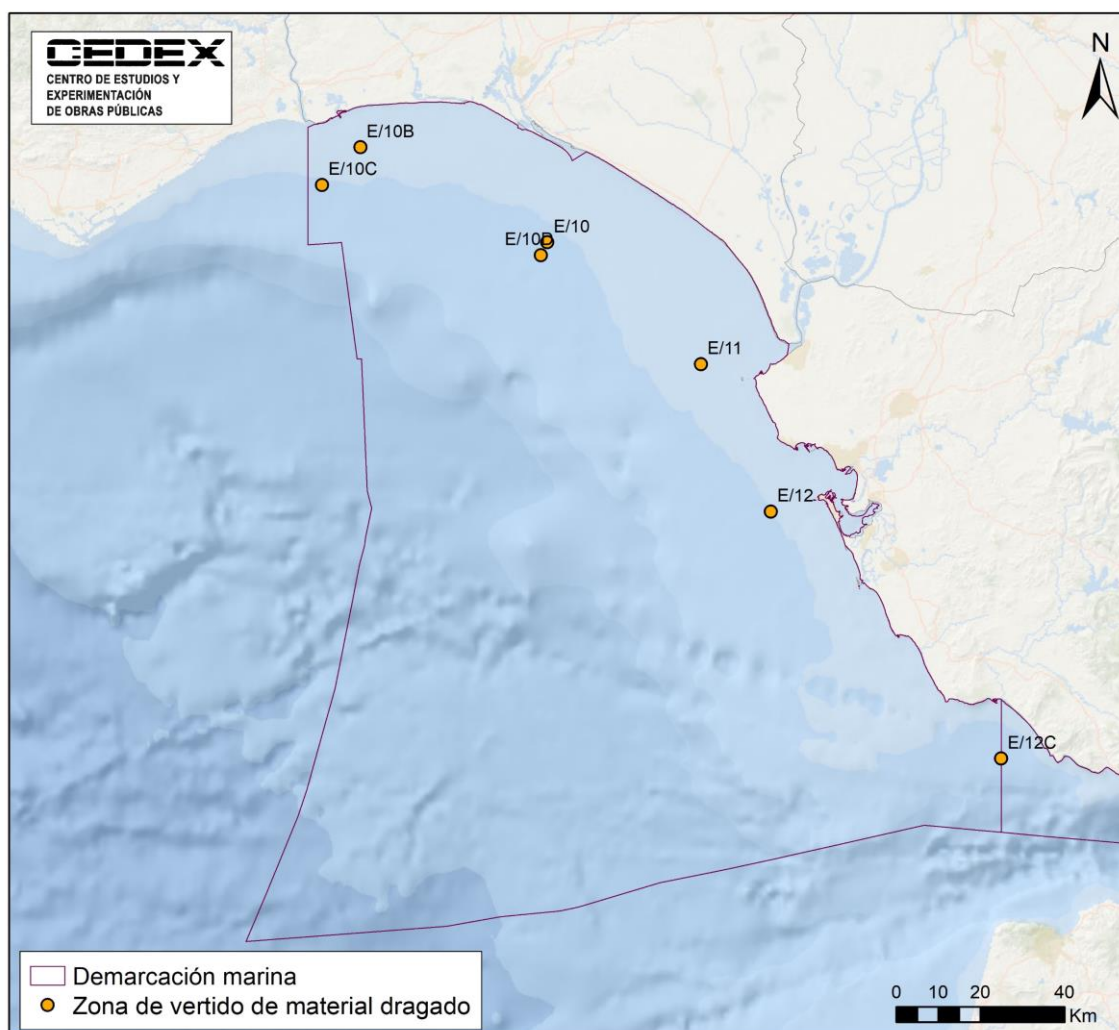 CEDEX
CENTRO DE ESTUDIOS Y
EXPERIMENTACIÓN
DE OBRAS PÚBLICAS
N
E/10B
E/10C
E/10
E/11
E/12
E/12C
Demarcación marina
Zona de vertido de material dragado
0 10 20 40
Km